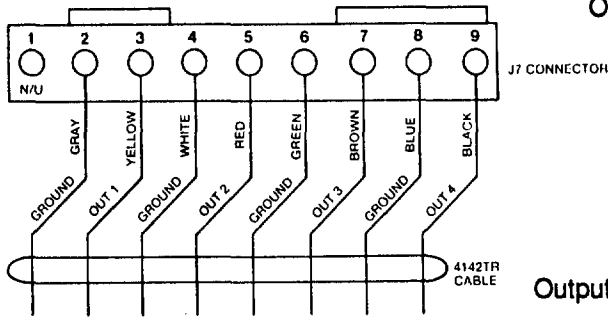 O
1 2 3 4 5 6 7 8 9
J7 CONNECTOR
N/U
GRAY YELLOW WHITE RED GREEN BROWN BLUE BLACK
GROUND OUT 1 GROUND OUT 2 GROUND OUT 3 GROUND OUT 4
4142TR
CABLE
Output